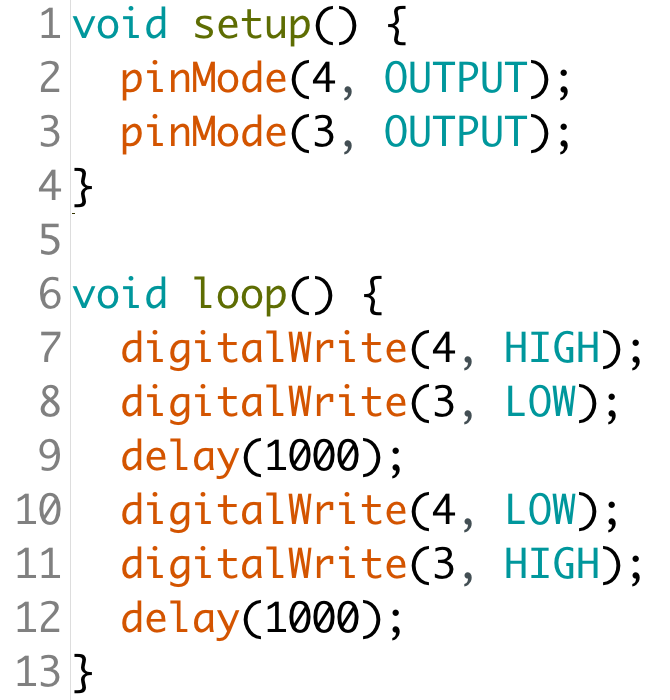 1 void setup() {
2   pinMode(4, OUTPUT);
3   pinMode(3, OUTPUT);
4 }
5
6 void loop() {
7   digitalWrite(4, HIGH);
8   digitalWrite(3, LOW);
9   delay(1000);
10   digitalWrite(4, LOW);
11   digitalWrite(3, HIGH);
12   delay(1000);
13 }